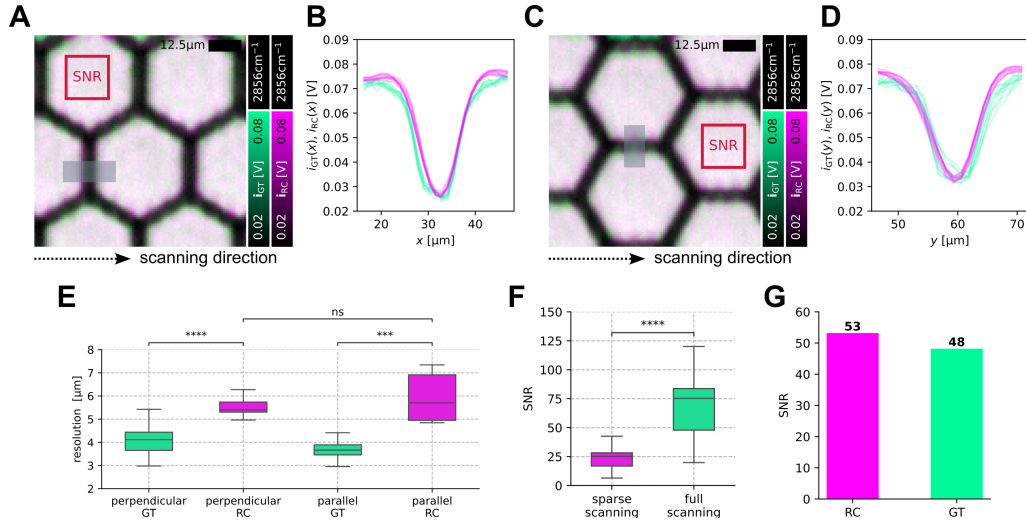 A
12.5µm
SNR
2856cm⁻¹
2856cm⁻¹
0.02 i_GT [V] 0.08
0.02 i_RC [V] 0.08
scanning direction
B
i_GT(x), i_RC(x) [V]
0.09
0.08
0.07
0.06
0.05
0.04
0.03
0.02
20 30 40
x [µm]
C
12.5µm
SNR
2856cm⁻¹
2856cm⁻¹
0.02 i_GT [V] 0.08
0.02 i_RC [V] 0.08
scanning direction
D
i_GT(y), i_RC(y) [V]
0.09
0.08
0.07
0.06
0.05
0.04
0.03
0.02
50 60 70
y [µm]
E
ns
****
***
resolution [µm]
8
7
6
5
4
3
2
perpendicular GT
perpendicular RC
parallel GT
parallel RC
F
****
SNR
150
125
100
75
50
25
0
sparse scanning
full scanning
G
53
48
SNR
60
50
40
30
20
10
0
RC GT